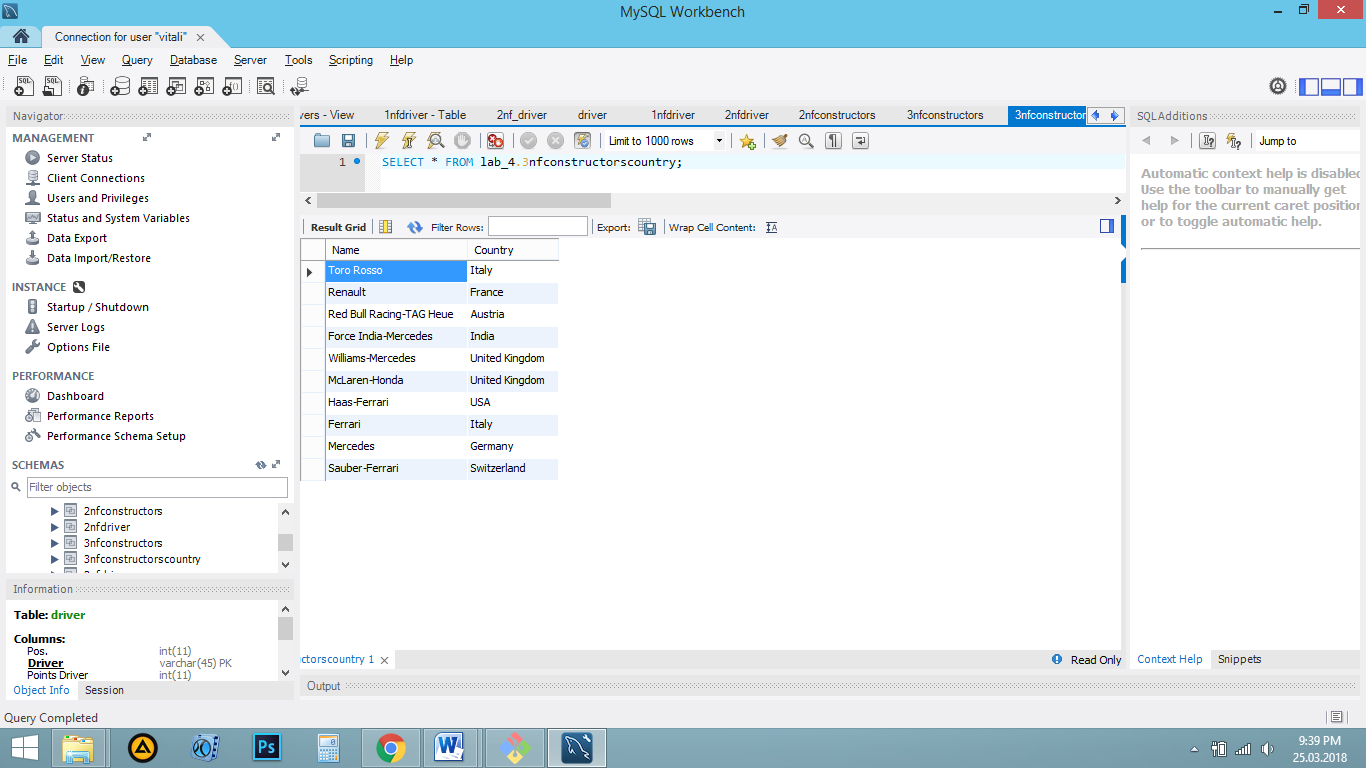 MySQL Workbench
Connection for user "vitali"
File Edit View Query Database Server Tools Scripting Help
Navigator
MANAGEMENT
Server Status
Client Connections
Users and Privileges
Status and System Variables
Data Export
Data Import/Restore
INSTANCE
Startup / Shutdown
Server Logs
Options File
PERFORMANCE
Dashboard
Performance Reports
Performance Schema Setup
SCHEMAS
Filter objects
2nfconstructors
2nfdriver
3nfconstructors
3nfconstructorscountry
Information
Table: driver
Columns:
Pos. int(11)
Driver varchar(45) PK
Points Driver int(11)
Object Info Session
vers - View 1nfdriver - Table 2nf_driver driver 1nfdriver 2nfdriver 2nfconstructors 3nfconstructors 3nfconstructor
Limit to 1000 rows
1 SELECT * FROM lab_4.3nfconstructorscountry;
Result Grid Filter Rows: Export: Wrap Cell Content:
Name Country
Toro Rosso Italy
Renault France
Red Bull Racing-TAG Heue Austria
Force India-Mercedes India
Williams-Mercedes United Kingdom
McLaren-Honda United Kingdom
Haas-Ferrari USA
Ferrari Italy
Mercedes Germany
Sauber-Ferrari Switzerland
ctorscountry 1
Read Only
Output
SQLAdditions
Jump to
Automatic context help is disabled
Use the toolbar to manually get
help for the current caret position
or to toggle automatic help.
Context Help Snippets
Query Completed
Ps
9:39 PM
25.03.2018